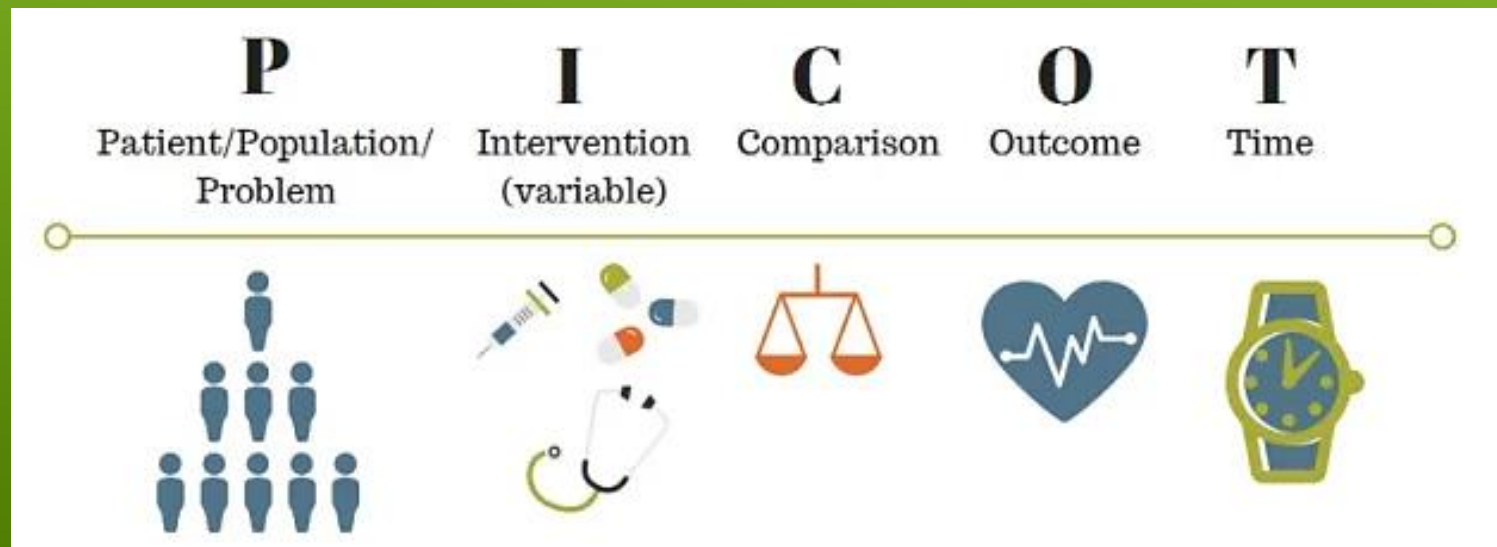 P I C O T
Patient/Population/ Intervention Comparison Outcome Time
Problem (variable)